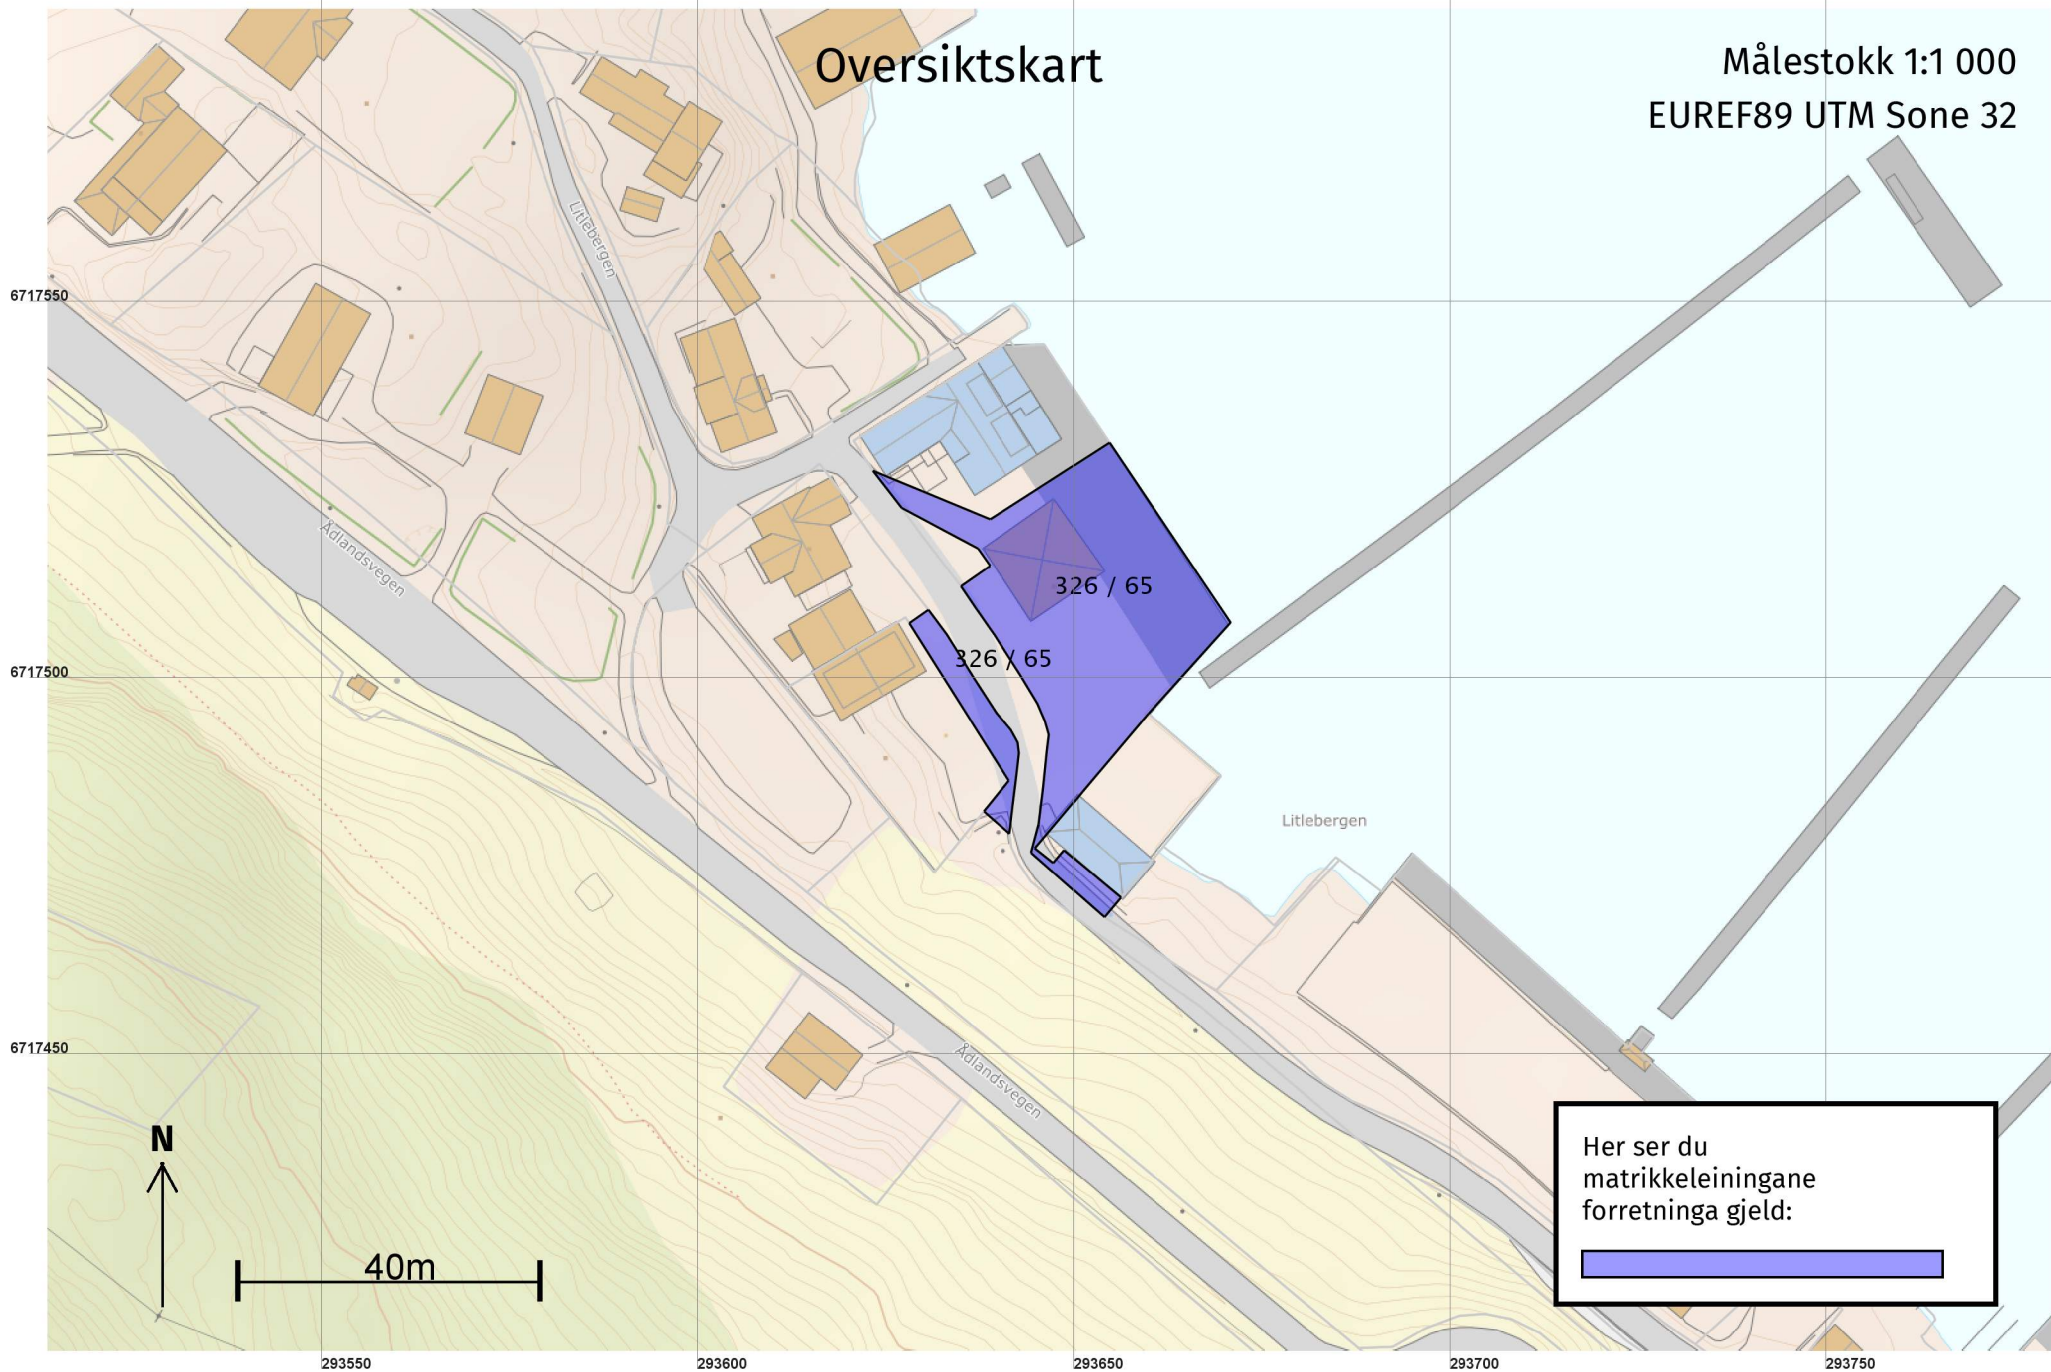 Oversiktskart
Målestokk 1:1 000
EUREF89 UTM Sone 32
Litlebergen
6717550
Ådlandsvegen
326 / 65
326 / 65
6717500
Litlebergen
6717450
Ådlandsvegen
N
40m
Her ser du
matrikkeleiningane
forretninga gjeld:
293550
293600
293650
293700
293750